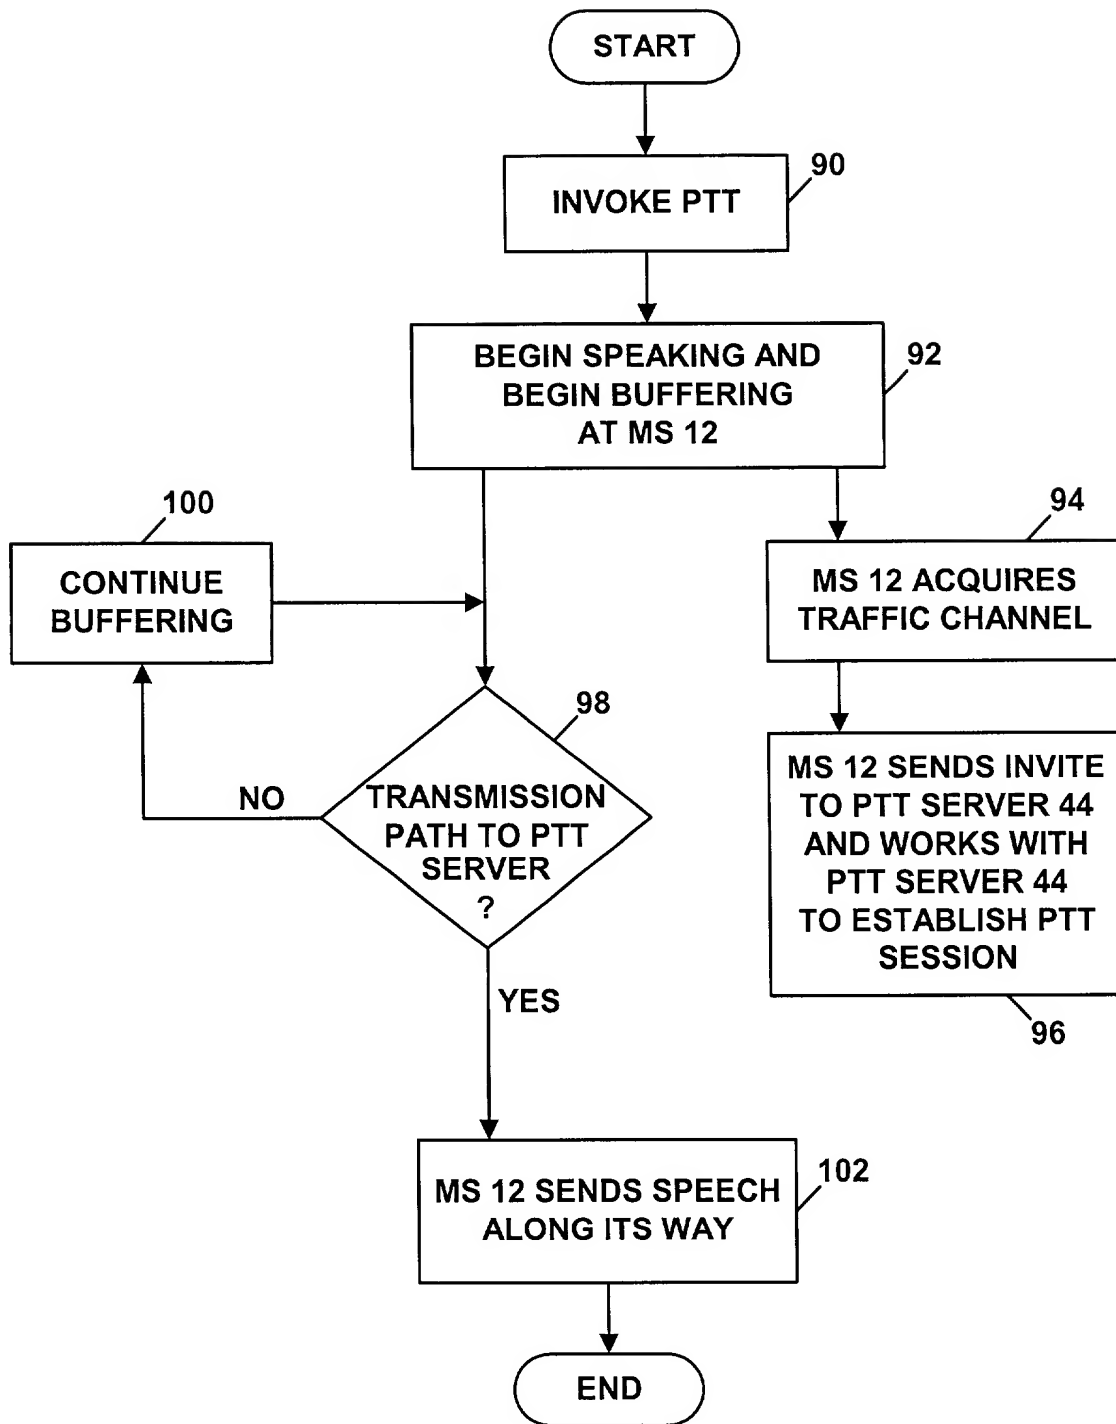 START
90
INVOKE PTT
92
BEGIN SPEAKING AND
BEGIN BUFFERING
AT MS 12
100
CONTINUE
BUFFERING
94
MS 12 ACQUIRES
TRAFFIC CHANNEL
98
NO
TRANSMISSION
PATH TO PTT
SERVER
?
MS 12 SENDS INVITE
TO PTT SERVER 44
AND WORKS WITH
PTT SERVER 44
TO ESTABLISH PTT
SESSION
96
YES
102
MS 12 SENDS SPEECH
ALONG ITS WAY
END